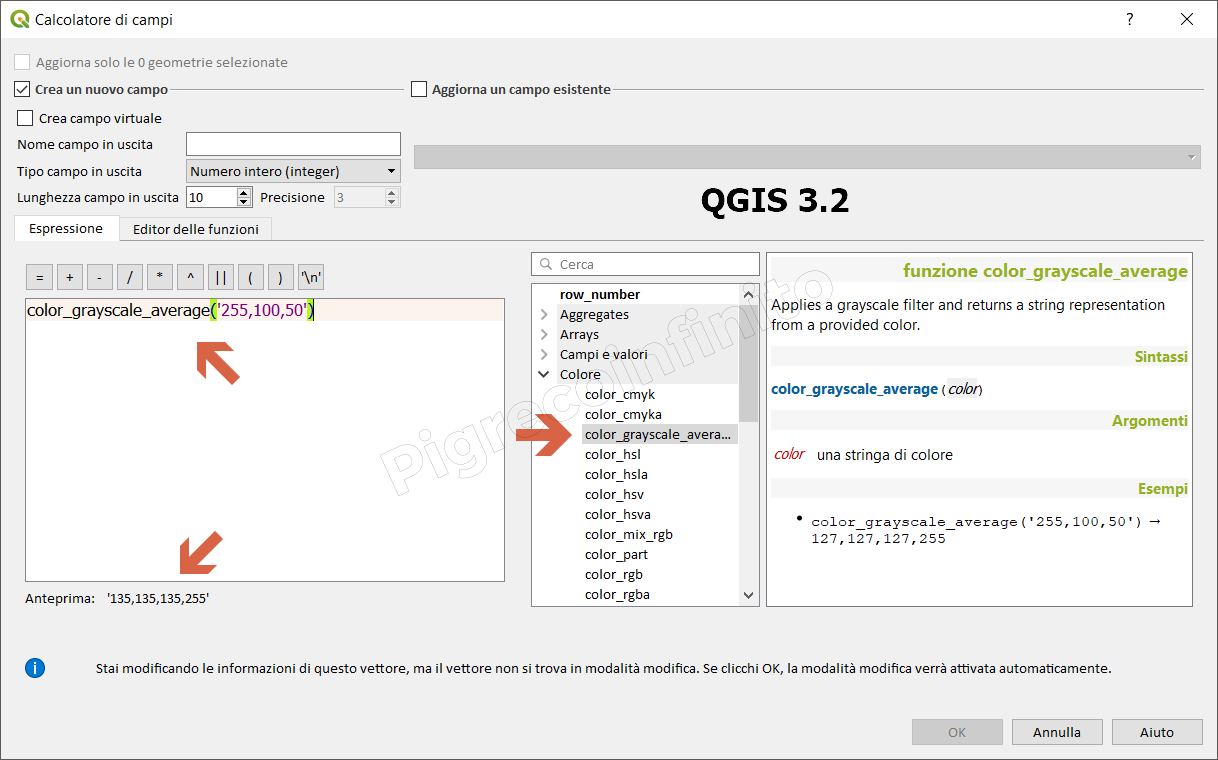 Calcolatore di campi
?
Aggiorna solo le 0 geometrie selezionate
Crea un nuovo campo
Aggiorna un campo esistente
Crea campo virtuale
Nome campo in uscita
Tipo campo in uscita Numero intero (integer)
Lunghezza campo in uscita 10 Precisione 3
QGIS 3.2
Espressione Editor delle funzioni
= + - / * ^ || ( ) '\n'
color_grayscale_average('255,100,50')
Anteprima: '135,135,135,255'
Cerca
row_number
Aggregates
Arrays
Campi e valori
Colore
color_cmyk
color_cmyka
color_grayscale_avera...
color_hsl
color_hsla
color_hsv
color_hsva
color_mix_rgb
color_part
color_rgb
color_rgba
funzione color_grayscale_average
Applies a grayscale filter and returns a string representation
from a provided color.
Sintassi
color_grayscale_average (color)
Argomenti
color una stringa di colore
Esempi
• color_grayscale_average('255,100,50') →
127,127,127,255
Pigrecoinfinito
Stai modificando le informazioni di questo vettore, ma il vettore non si trova in modalità modifica. Se clicchi OK, la modalità modifica verrà attivata automaticamente.
OK Annulla Aiuto